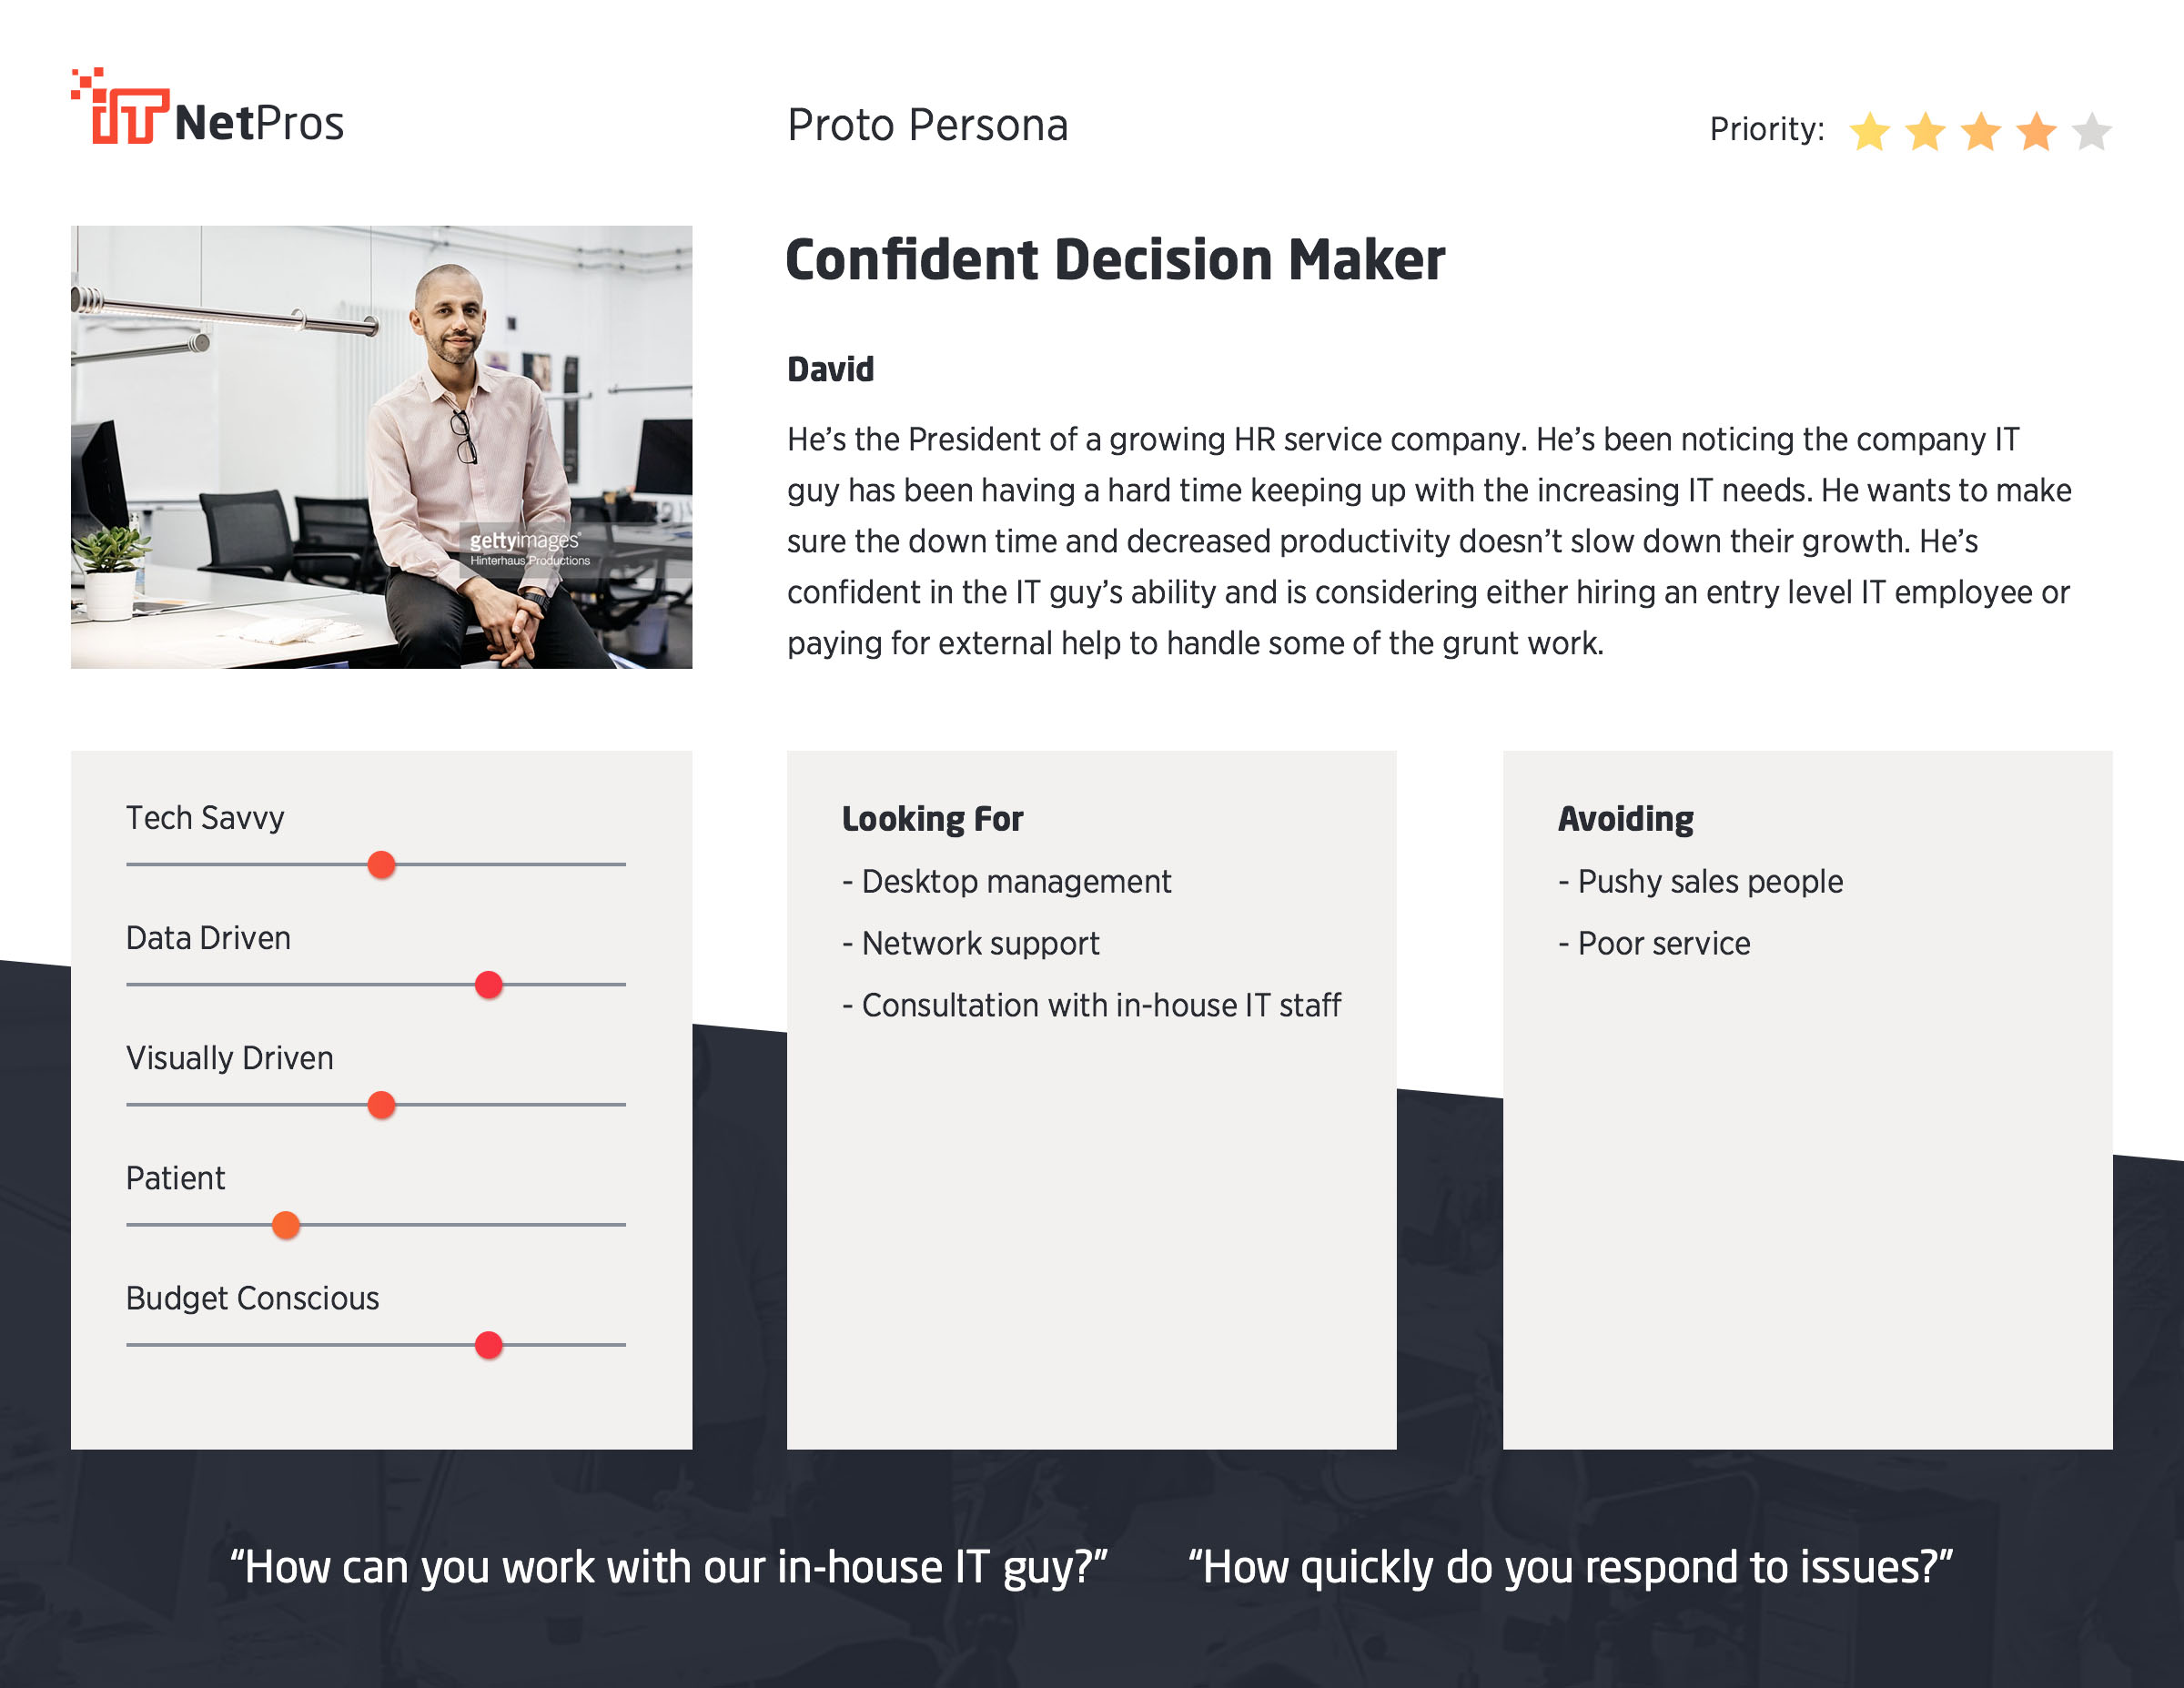 iT NetPros
Proto Persona
Priority:
Confident Decision Maker
David
He’s the President of a growing HR service company. He’s been noticing the company IT
guy has been having a hard time keeping up with the increasing IT needs. He wants to make
sure the down time and decreased productivity doesn’t slow down their growth. He’s
confident in the IT guy’s ability and is considering either hiring an entry level IT employee or
paying for external help to handle some of the grunt work.
gettyimages®
Hinterhaus Productions
Tech Savvy
Data Driven
Visually Driven
Patient
Budget Conscious
Looking For
- Desktop management
- Network support
- Consultation with in-house IT staff
Avoiding
- Pushy sales people
- Poor service
“How can you work with our in-house IT guy?”
“How quickly do you respond to issues?”